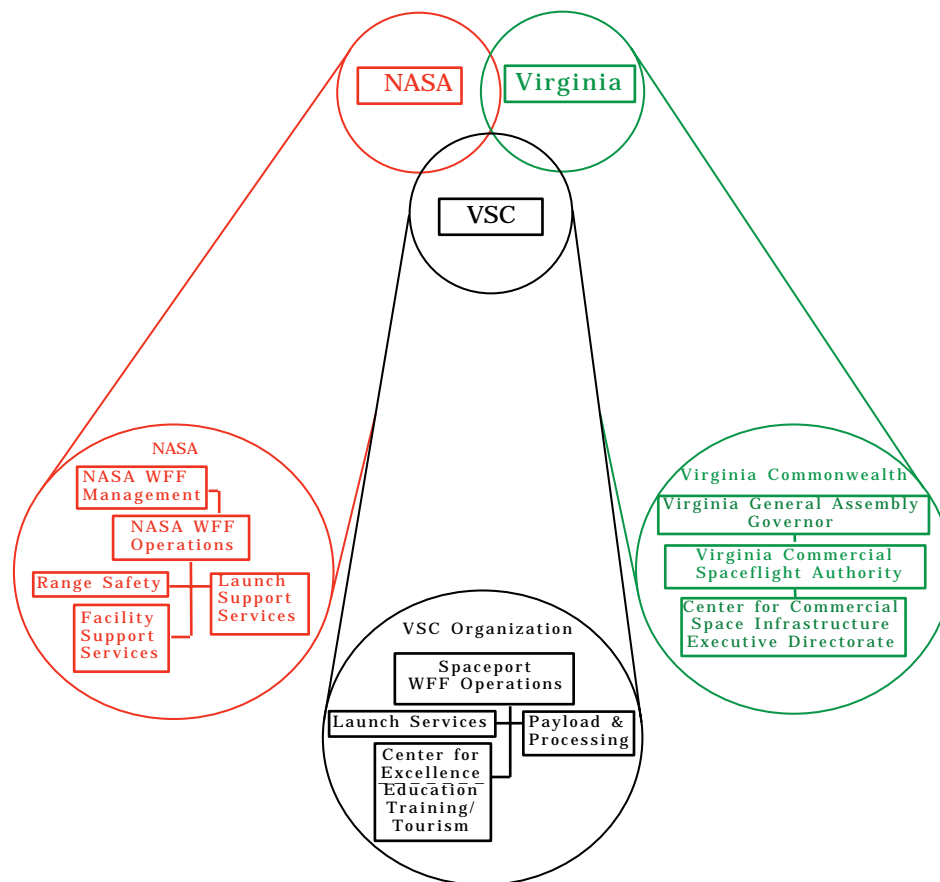 NASA
Virginia
VSC
NASA
NASA WFF
Management
NASA WFF
Operations
Range Safety
Launch
Support
Services
Facility
Support
Services
VSC Organization
Spaceport
WFF Operations
Launch Services
Payload &
Processing
Center for
Excellence
Education
Training/
Tourism
Virginia Commonwealth
Virginia General Assembly
Governor
Virginia Commercial
Spaceflight Authority
Center for Commercial
Space Infrastructure
Executive Directorate